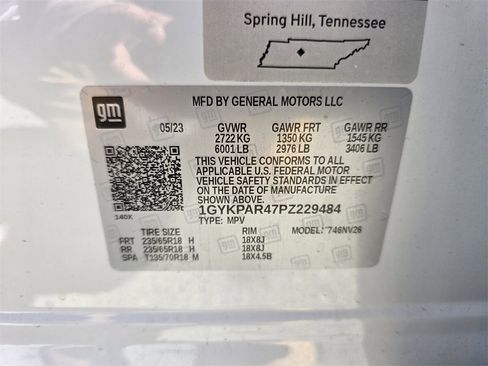 Spring Hill, Tennessee
gm
MFD BY GENERAL MOTORS LLC
05/23 GVWR GAWR FRT GAWR RR
2722 KG 1350 KG 1545 KG
6001 LB 2976 LB 3406 LB
THIS VEHICLE CONFORMS TO ALL
APPLICABLE U.S. FEDERAL MOTOR
VEHICLE SAFETY STANDARDS IN EFFECT
ON THE DATE OF MANUFACTURE
SHOWN ABOVE.
1GYKPAR47PZ229484
140X TYPE: MPV MODEL: *746NV26
TIRE SIZE RIM
FRT 235/65R18 H 18X8J
RR 235/65R18 H 18X8J
SPA T135/70R18 M 18X4.5B